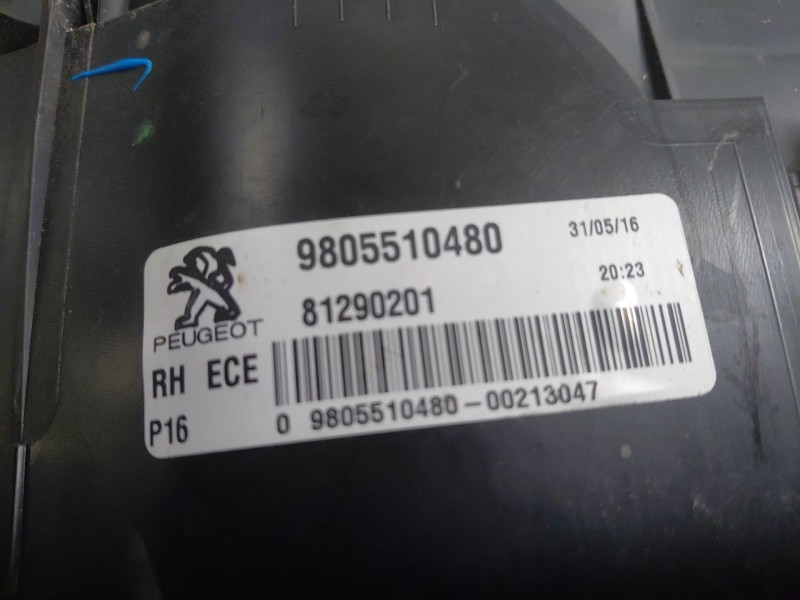 9805510480 31/05/16
81290201 20:23
PEUGEOT
RH ECE
P16 0 9805510480-00213047